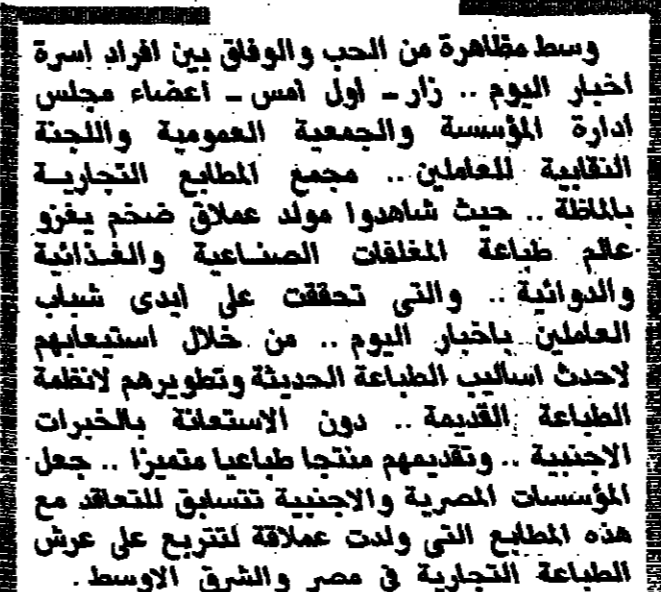 وسط مظاهرة من الحب والوفاق بين افراد اسرة
اخبار اليوم .. زار ـ اول امس ـ اعضاء مجلس
ادارة المؤسسة والجمعية العمومية واللجنة
النقابية للعاملين .. مجمع المطابع التجارية
بالماظة .. حيث شاهدوا مولد عملاق ضخم يغزو
عالم طباعة المغلفات الصناعية والغذائية
والدوائية .. والتى تحققت على ايدى شباب
العاملين باخبار اليوم .. من خلال استيعابهم
لاحدث اساليب الطباعة الحديثة وتطويرهم لانظمة
الطباعة القديمة .. دون الاستعانة بالخبرات
الاجنبية .. وتقديمهم منتجا طباعيا متميزا .. جعل
المؤسسات المصرية والاجنبية تتسابق للتعاقد مع
هذه المطابع التى ولدت عملاقة لتتربع على عرش
الطباعة التجارية فى مصر والشرق الاوسط .